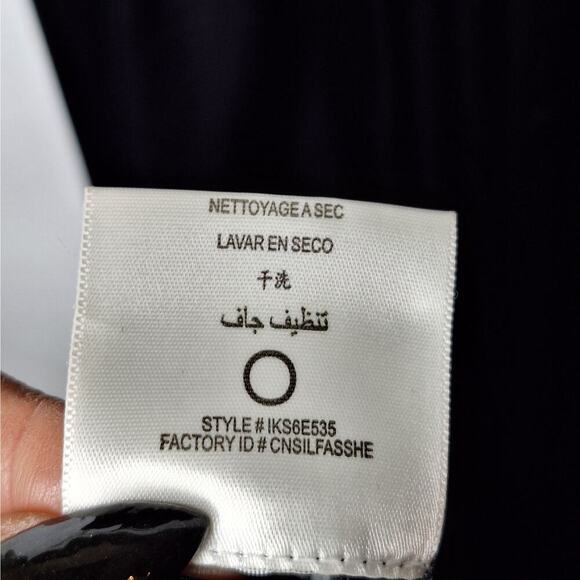 NETTOYAGE A SEC
LAVAR EN SECO
干洗
تنظيف جاف
STYLE # IKS6E535
FACTORY ID # CNSILFASSHE